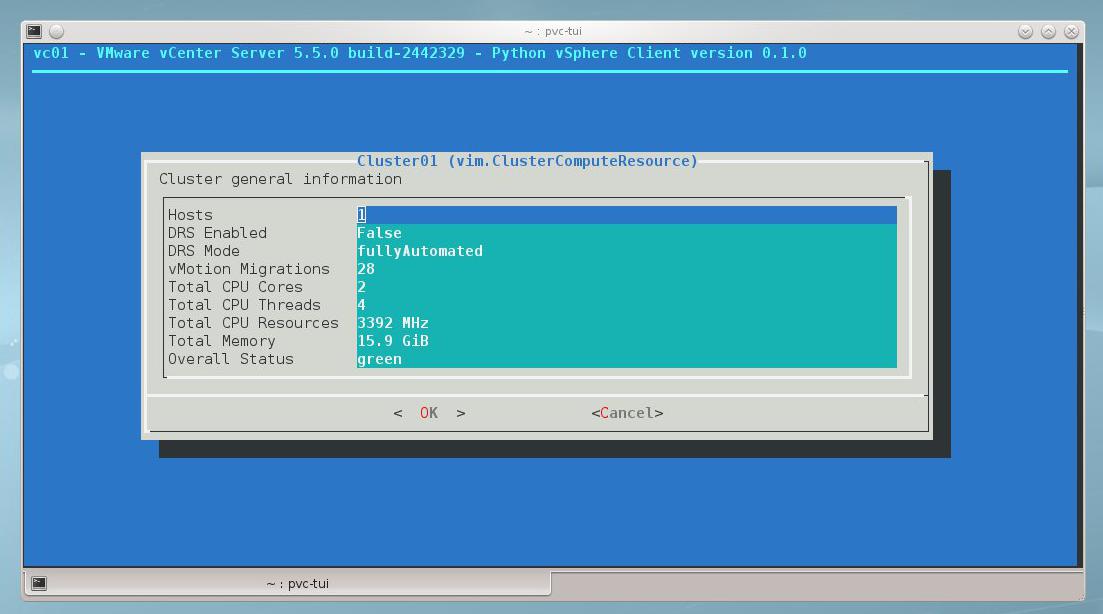 ~ : pvc-tui
vc01 - VMware vCenter Server 5.5.0 build-2442329 - Python vSphere Client version 0.1.0
Cluster01 (vim.ClusterComputeResource)
Cluster general information
Hosts 1
DRS Enabled False
DRS Mode fullyAutomated
vMotion Migrations 28
Total CPU Cores 2
Total CPU Threads 4
Total CPU Resources 3392 MHz
Total Memory 15.9 GiB
Overall Status green
< OK > <Cancel>
~ : pvc-tui